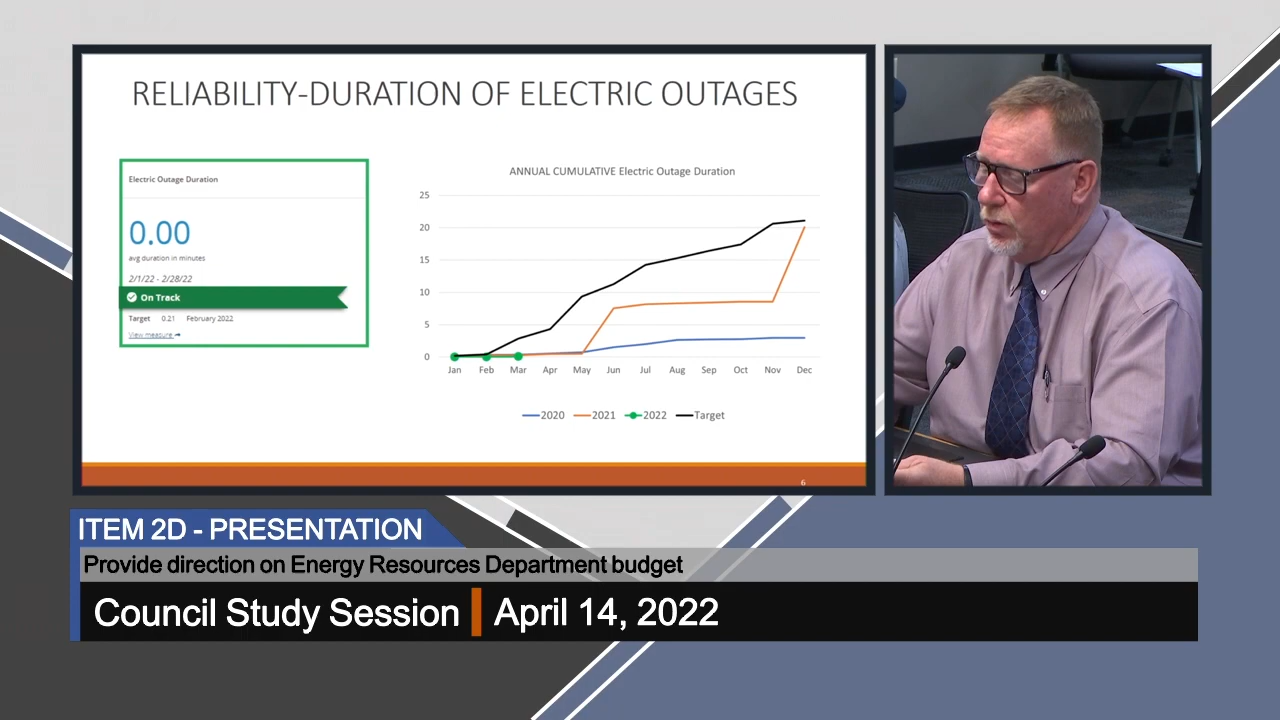 RELIABILITY-DURATION OF ELECTRIC OUTAGES
Electric Outage Duration
0.00
avg duration in minutes
2/1/22 - 2/28/22
On Track
Target 0.21 February 2022
View measure
ANNUAL CUMULATIVE Electric Outage Duration
25
20
15
10
5
0
Jan Feb Mar Apr May Jun Jul Aug Sep Oct Nov Dec
2020 2021 2022 Target
6
ITEM 2D - PRESENTATION
Provide direction on Energy Resources Department budget
Council Study Session April 14, 2022